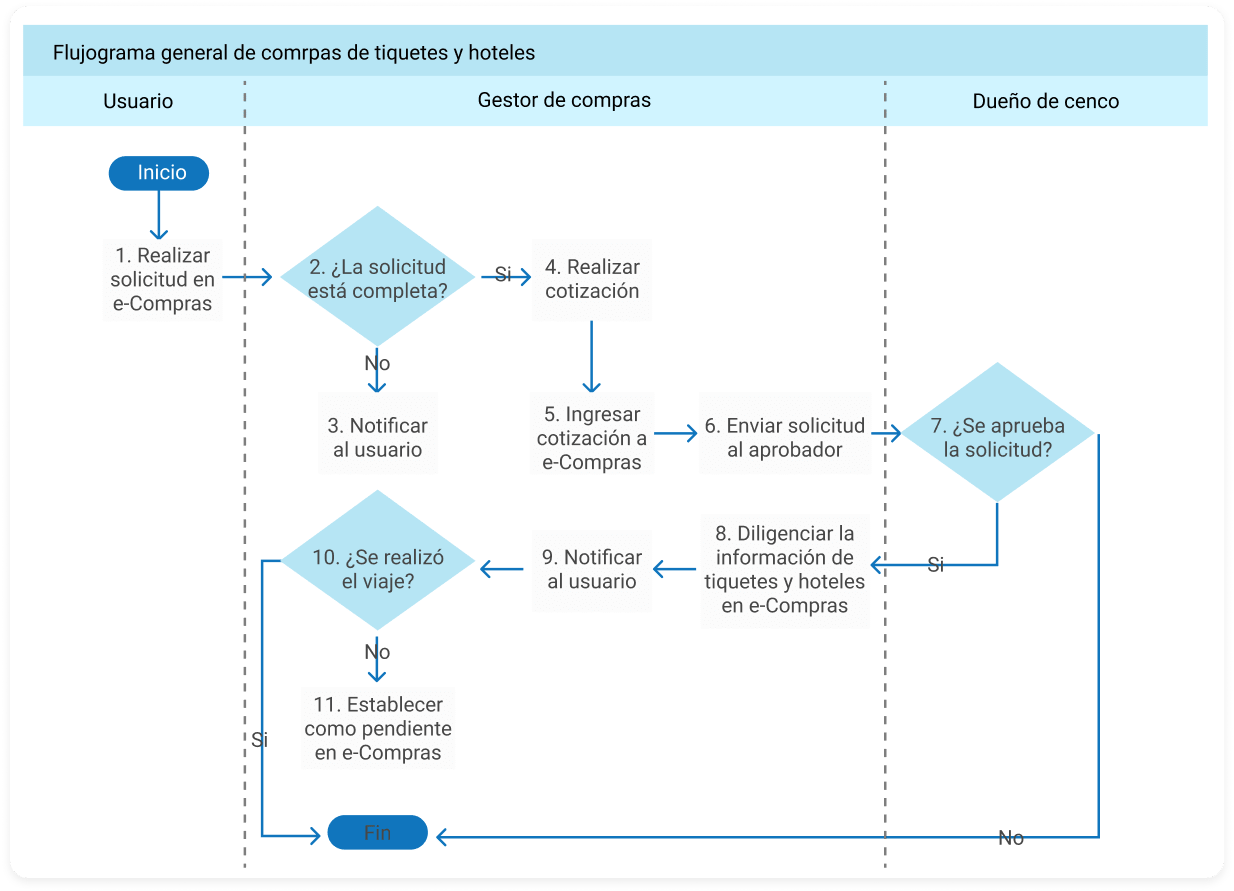 Flujograma general de comrpas de tiquetes y hoteles
Usuario
Gestor de compras
Dueño de cenco
Inicio
1. Realizar
solicitud en
e-Compras
2. ¿La solicitud
está completa?
Si
4. Realizar
cotización
No
3. Notificar
al usuario
5. Ingresar
cotización a
e-Compras
6. Enviar solicitud
al aprobador
7. ¿Se aprueba
la solicitud?
Si
8. Diligenciar la
información de
tiquetes y hoteles
en e-Compras
9. Notificar
al usuario
10. ¿Se realizó
el viaje?
No
11. Establecer
como pendiente
en e-Compras
Si
Fin
No